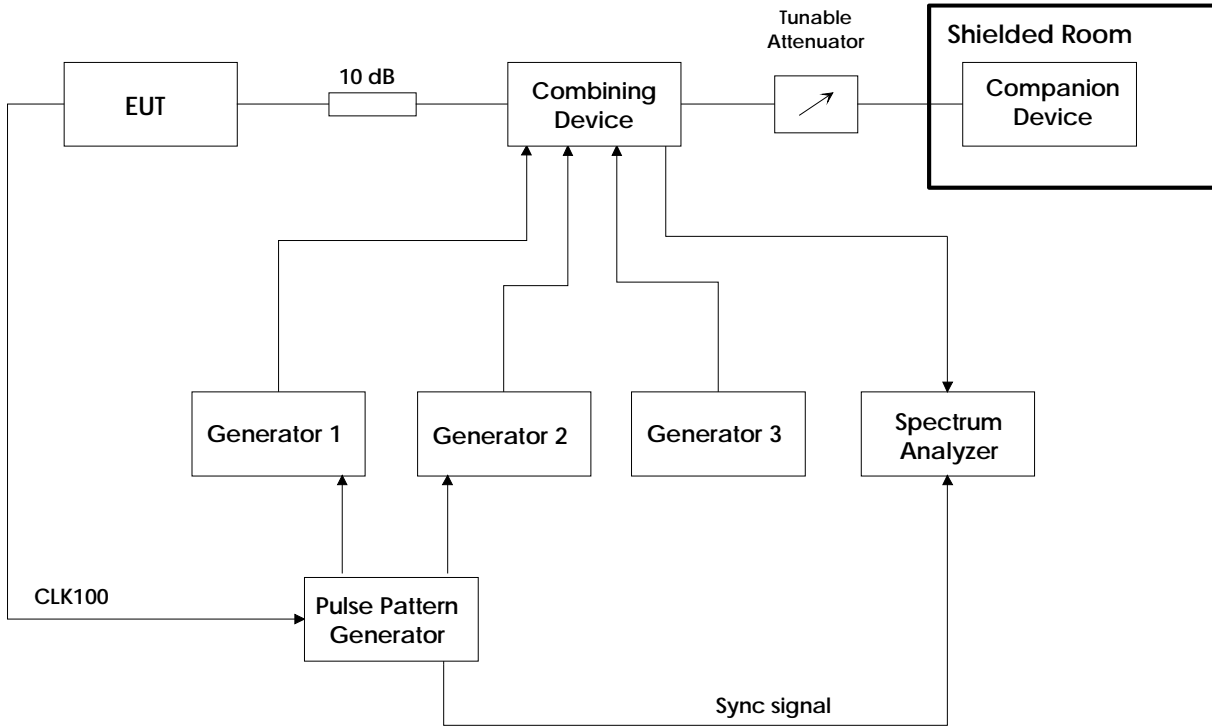 Tunable
Attenuator
Shielded Room
10 dB
EUT
Combining
Device
Companion
Device
Generator 1
Generator 2
Generator 3
Spectrum
Analyzer
CLK100
Pulse Pattern
Generator
Sync signal